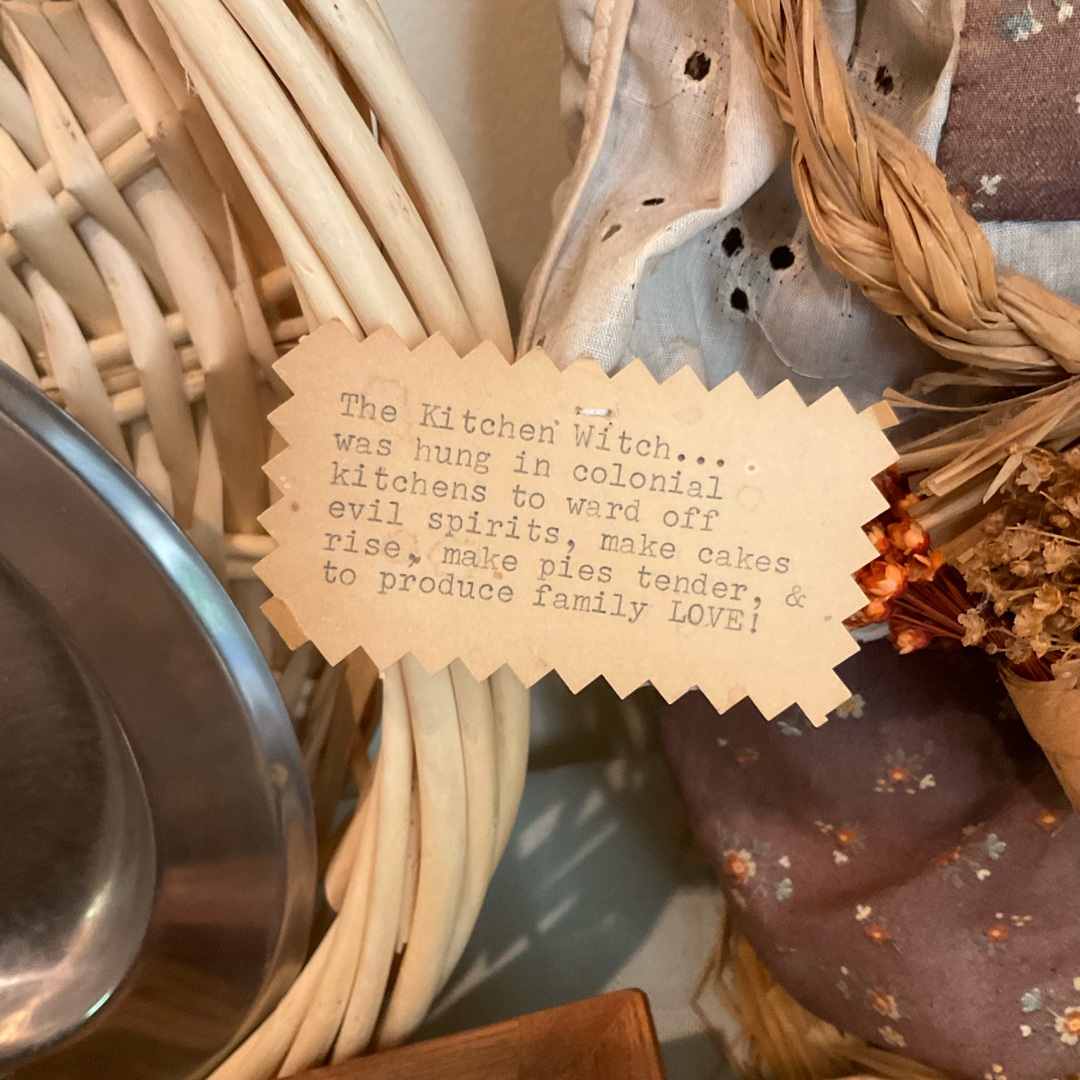 The Kitchen Witch...
was hung in colonial
kitchens to ward off
evil spirits, make cakes
rise, make pies tender, &
to produce family LOVE!